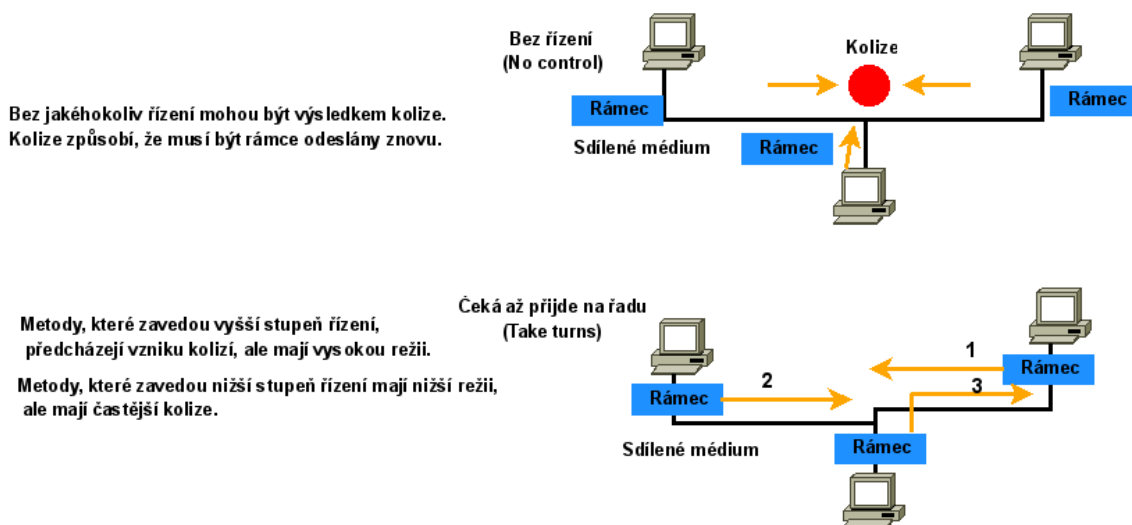 Bez řízení
(No control)
Kolize
Rámec
Rámec
Bez jakéhokoliv řízení mohou být výsledkem kolize.
Kolize způsobí, že musí být rámce odeslány znovu.
Sdílené médium
Rámec
Čeká až přijde na řadu
(Take turns)
Metody, které zavedou vyšší stupeň řízení,
předcházejí vzniku kolizí, ale mají vysokou režii.
Metody, které zavedou nižší stupeň řízení mají nižší režii,
ale mají častější kolize.
1
Rámec
2
3
Rámec
Sdílené médium
Rámec